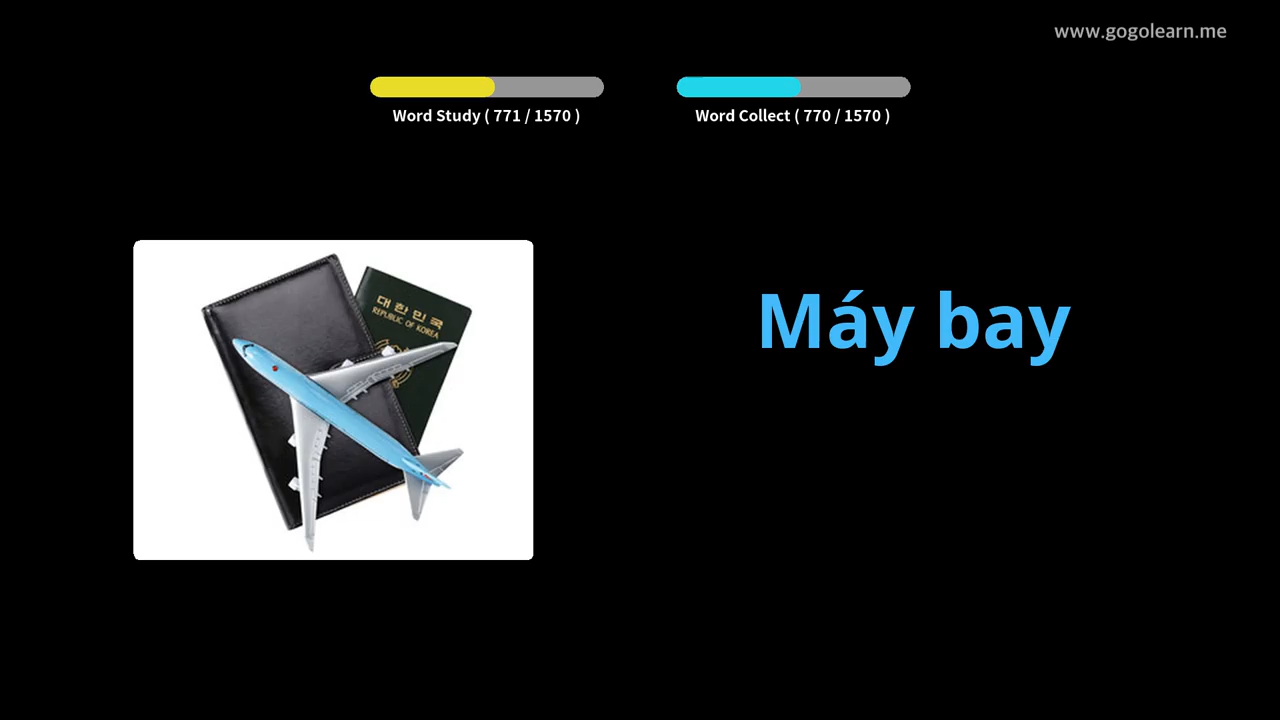 www.gogolearn.me
Word Study ( 771 / 1570 )
Word Collect ( 770 / 1570 )
대한민국
REPUBLIC OF KOREA
Máy bay